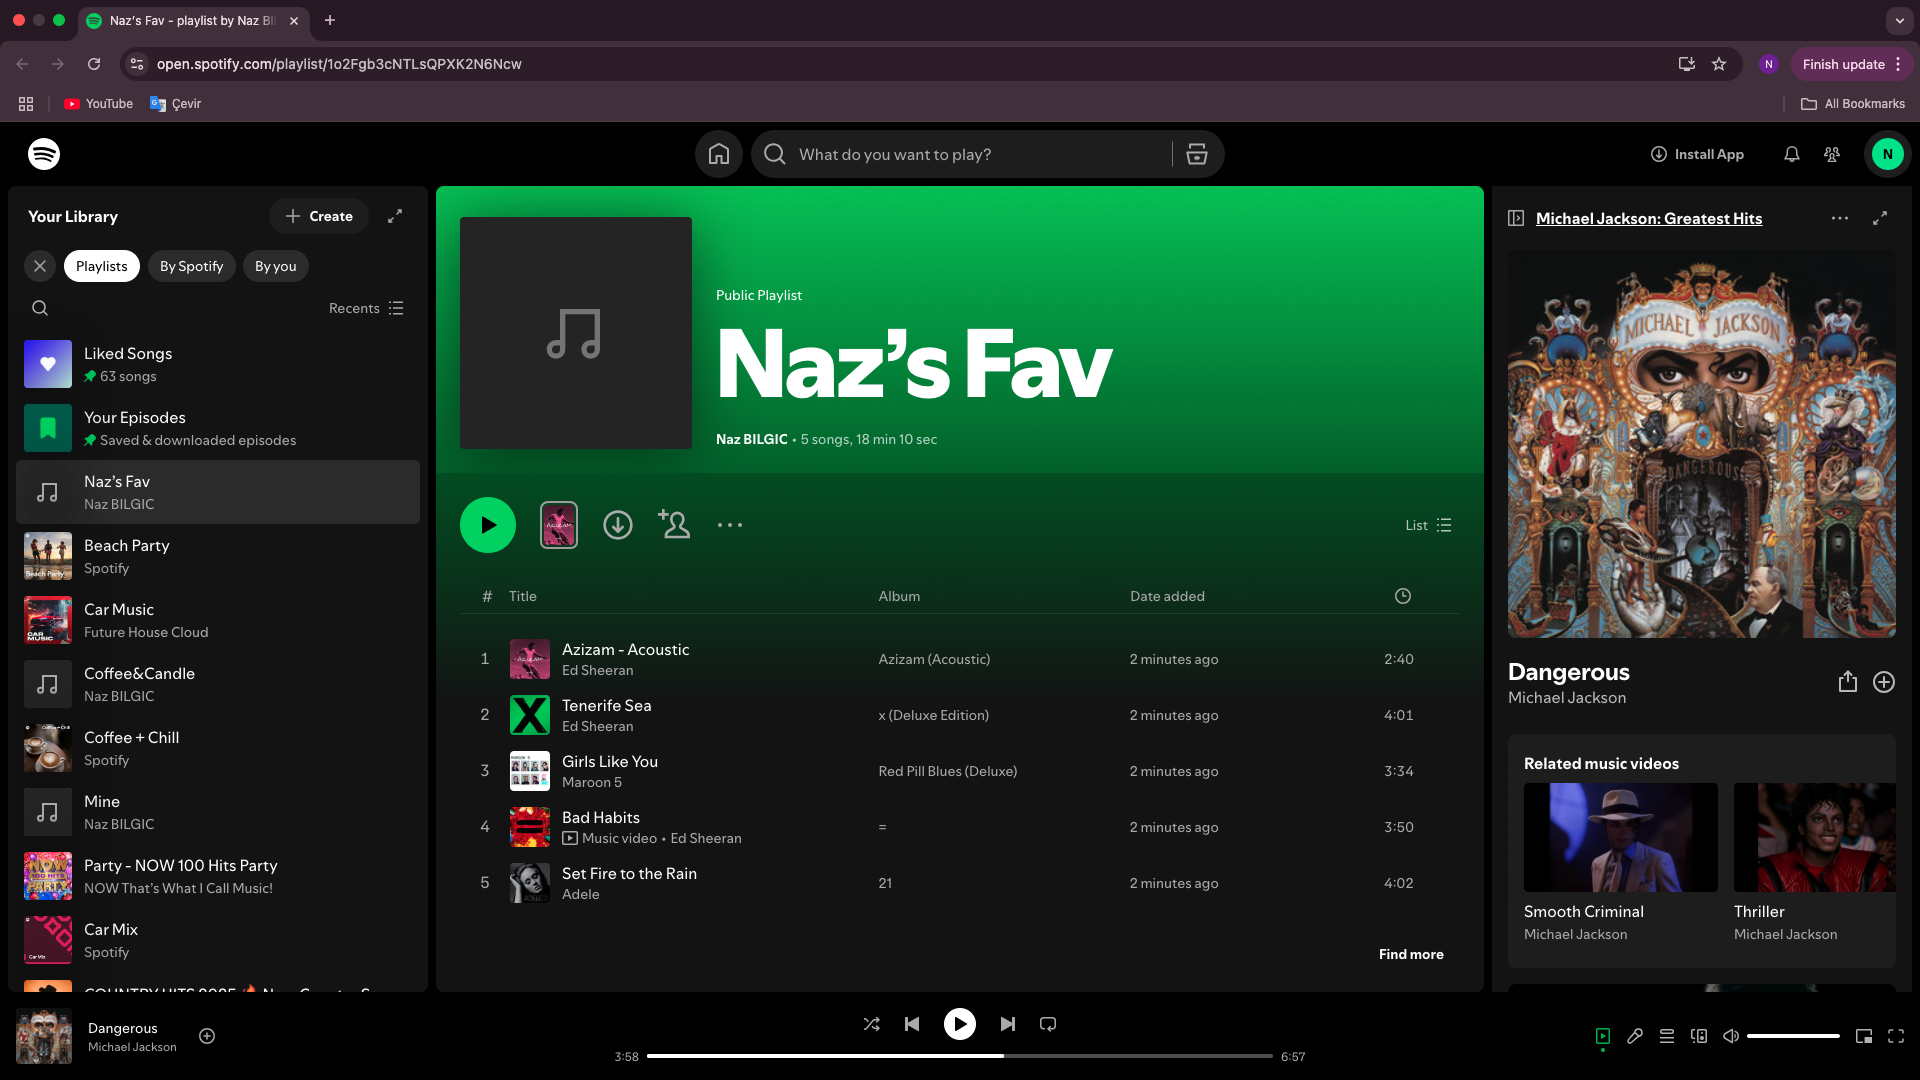 Naz's Fav - playlist by Naz BI
open.spotify.com/playlist/1o2Fgb3cNTLsQPXK2N6Ncw
N
Finish update
YouTube
Çevir
All Bookmarks
What do you want to play?
Install App
N
Your Library
Create
Playlists
By Spotify
By you
Recents
Liked Songs
63 songs
Your Episodes
Saved & downloaded episodes
Naz's Fav
Naz BILGIC
Beach Party
Spotify
Car Music
Future House Cloud
Coffee&Candle
Naz BILGIC
Coffee + Chill
Spotify
Mine
Naz BILGIC
Party - NOW 100 Hits Party
NOW That's What I Call Music!
Car Mix
Spotify
Public Playlist
Naz's Fav
Naz BILGIC • 5 songs, 18 min 10 sec
List
# Title Album Date added
1 Azizam - Acoustic Azizam (Acoustic) 2 minutes ago 2:40
Ed Sheeran
2 Tenerife Sea x (Deluxe Edition) 2 minutes ago 4:01
Ed Sheeran
3 Girls Like You Red Pill Blues (Deluxe) 2 minutes ago 3:34
Maroon 5
4 Bad Habits = 2 minutes ago 3:50
Music video • Ed Sheeran
5 Set Fire to the Rain 21 2 minutes ago 4:02
Adele
Find more
Michael Jackson: Greatest Hits
MICHAEL JACKSON
DANGEROUS
Dangerous
Michael Jackson
Related music videos
Smooth Criminal
Michael Jackson
Thriller
Michael Jackson
Dangerous
Michael Jackson
3:58
6:57